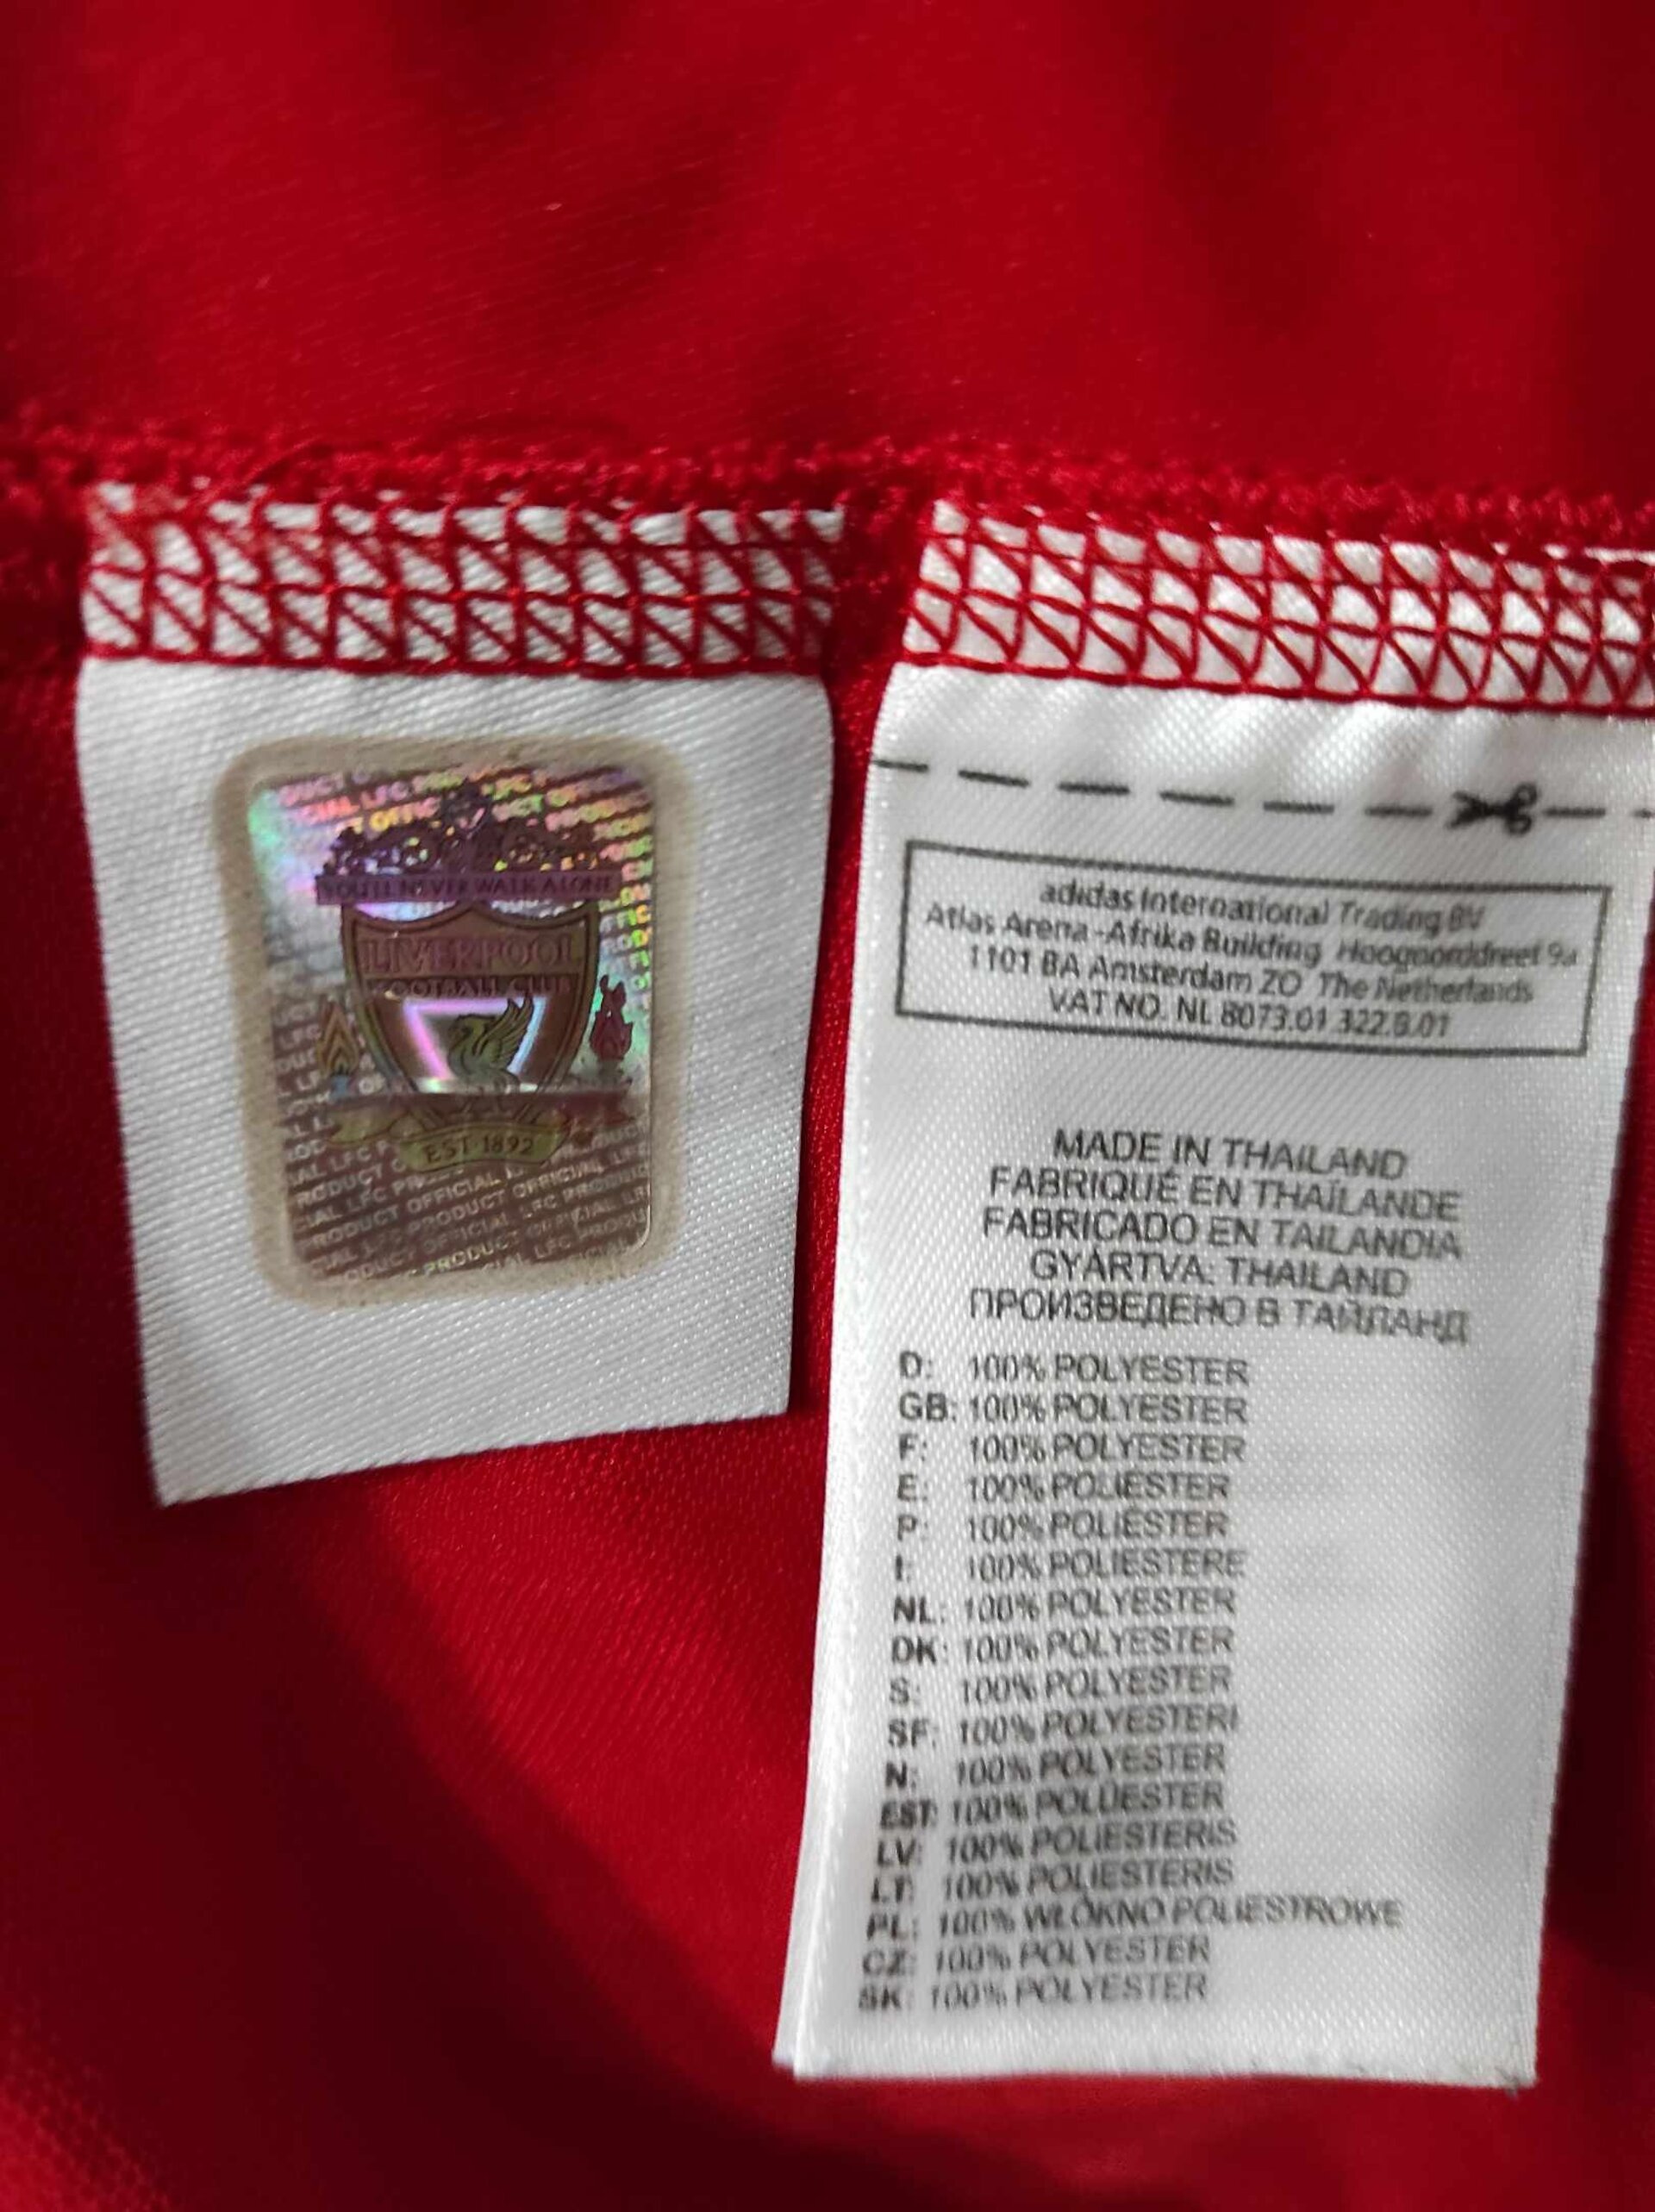 YOU'LL NEVER WALK ALONE
LIVERPOOL
FOOTBALL CLUB
EST 1892
PRODUCT OFFICIAL LFC PRODUCT
adidas International Trading BV
Atlas Arena-Afrika Building Hoogoorddreef 9a
1101 BA Amsterdam ZO The Netherlands
VAT NO. NL 8073.01.322.B.01
MADE IN THAILAND
FABRIQUÉ EN THAÏLANDE
FABRICADO EN TAILANDIA
GYÁRTVA: THAILAND
ПРОИЗВЕДЕНО В ТАЙЛАНД
D: 100% POLYESTER
GB: 100% POLYESTER
F: 100% POLYESTER
E: 100% POLIÉSTER
P: 100% POLIÉSTER
I: 100% POLIESTERE
NL: 100% POLYESTER
DK: 100% POLYESTER
S: 100% POLYESTER
SF: 100% POLYESTERI
N: 100% POLYESTER
EST: 100% POLÜESTER
LV: 100% POLIESTERIS
LT: 100% POLIESTERIS
PL: 100% WŁÓKNO POLIESTROWE
CZ: 100% POLYESTER
SK: 100% POLYESTER